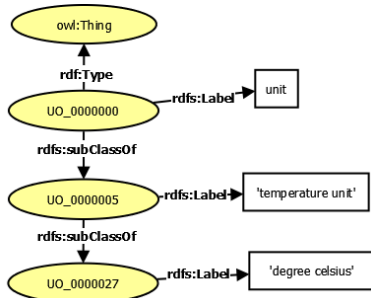 owl:Thing
rdf:Type
UO_0000000
rdfs:Label
unit
rdfs:subClassOf
UO_0000005
rdfs:Label
'temperature unit'
rdfs:subClassOf
UO_0000027
rdfs:Label
'degree celsius'